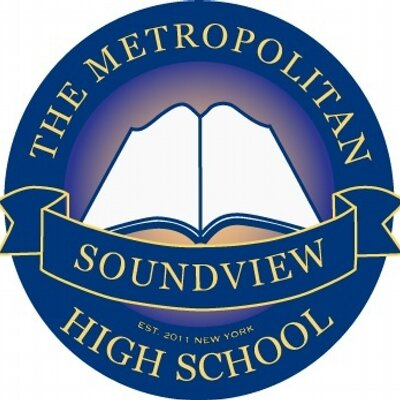 THE METROPOLITAN
SOUNDVIEW
EST. 2011 NEW YORK
HIGH SCHOOL